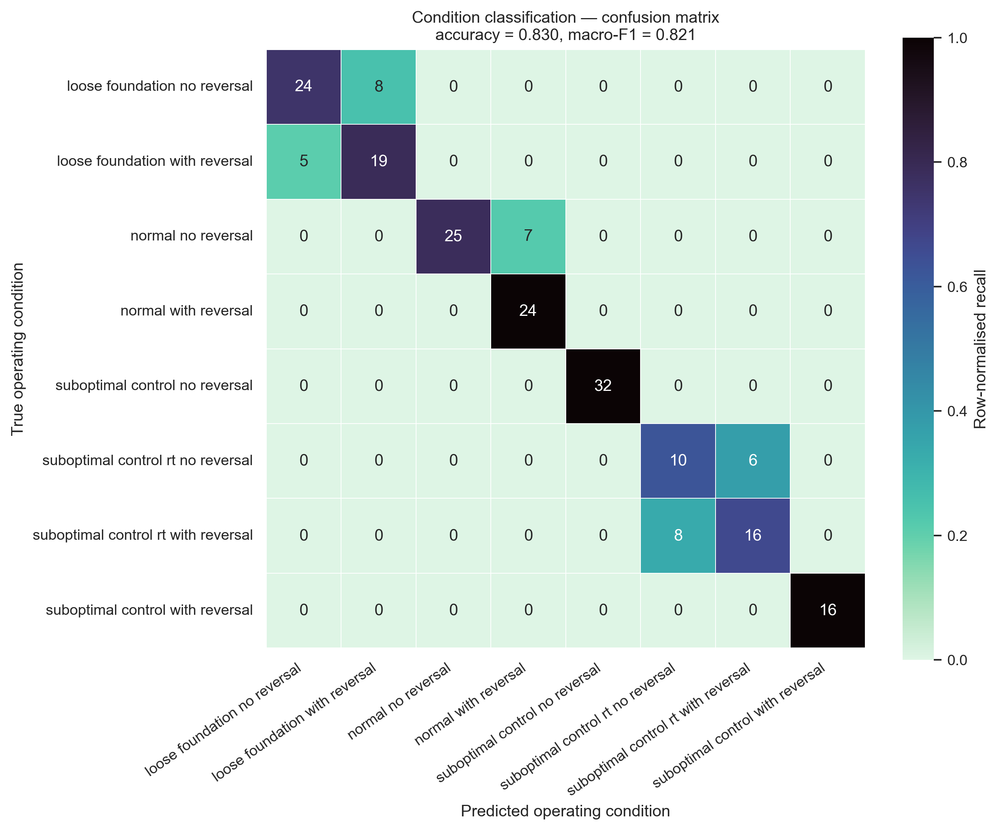 Condition classification — confusion matrix
accuracy = 0.830, macro-F1 = 0.821
True operating condition
loose foundation no reversal
24 8 0 0 0 0 0 0
loose foundation with reversal
5 19 0 0 0 0 0 0
normal no reversal
0 0 25 7 0 0 0 0
normal with reversal
0 0 0 24 0 0 0 0
suboptimal control no reversal
0 0 0 0 32 0 0 0
suboptimal control rt no reversal
0 0 0 0 0 10 6 0
suboptimal control rt with reversal
0 0 0 0 0 8 16 0
suboptimal control with reversal
0 0 0 0 0 0 0 16
loose foundation no reversal
loose foundation with reversal
normal no reversal
normal with reversal
suboptimal control no reversal
suboptimal control rt no reversal
suboptimal control rt with reversal
suboptimal control with reversal
Predicted operating condition
1.0
0.8
0.6
0.4
0.2
0.0
Row-normalised recall